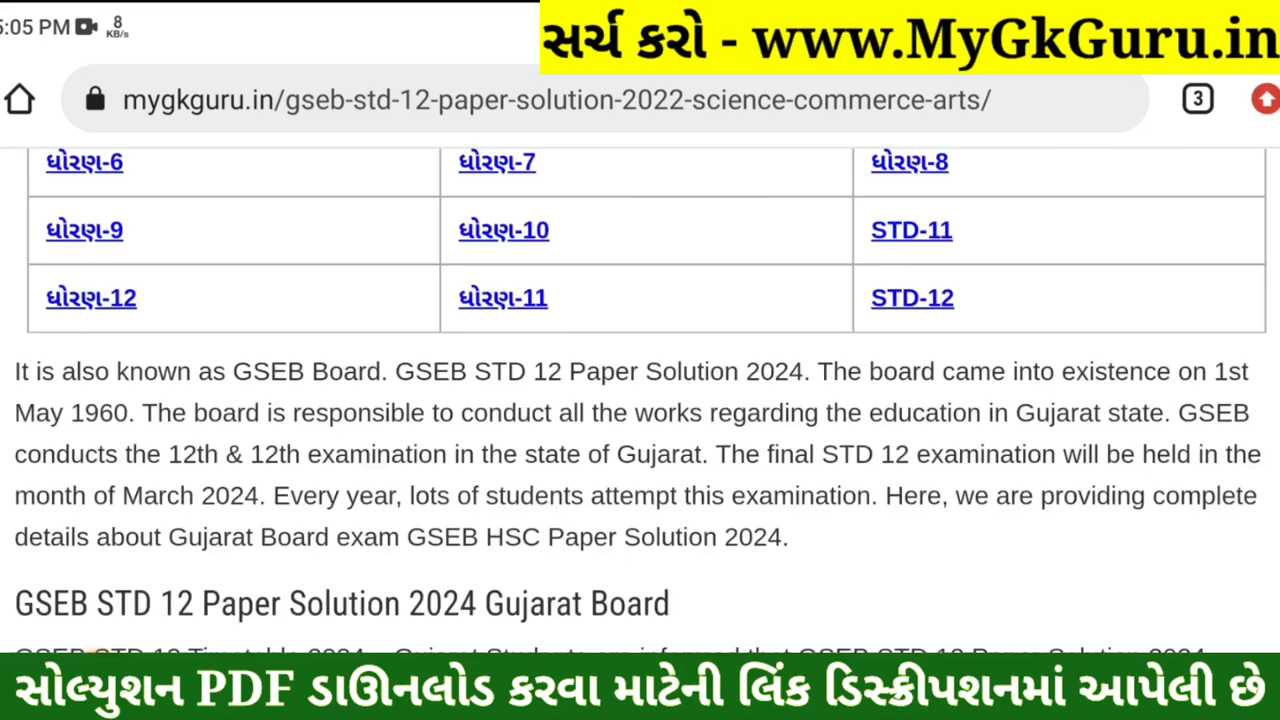 5:05 PM 8 KB/s
સર્ચ કરો - www.MyGkGuru.in
mygkguru.in/gseb-std-12-paper-solution-2022-science-commerce-arts/ 3
ધોરણ-6 ધોરણ-7 ધોરણ-8
ધોરણ-9 ધોરણ-10 STD-11
ધોરણ-12 ધોરણ-11 STD-12
It is also known as GSEB Board. GSEB STD 12 Paper Solution 2024. The board came into existence on 1st
May 1960. The board is responsible to conduct all the works regarding the education in Gujarat state. GSEB
conducts the 12th & 12th examination in the state of Gujarat. The final STD 12 examination will be held in the
month of March 2024. Every year, lots of students attempt this examination. Here, we are providing complete
details about Gujarat Board exam GSEB HSC Paper Solution 2024.
GSEB STD 12 Paper Solution 2024 Gujarat Board
સોલ્યુશન PDF ડાઊનલોડ કરવા માટેની લિંક ડિસ્ક્રીપશનમાં આપેલી છે